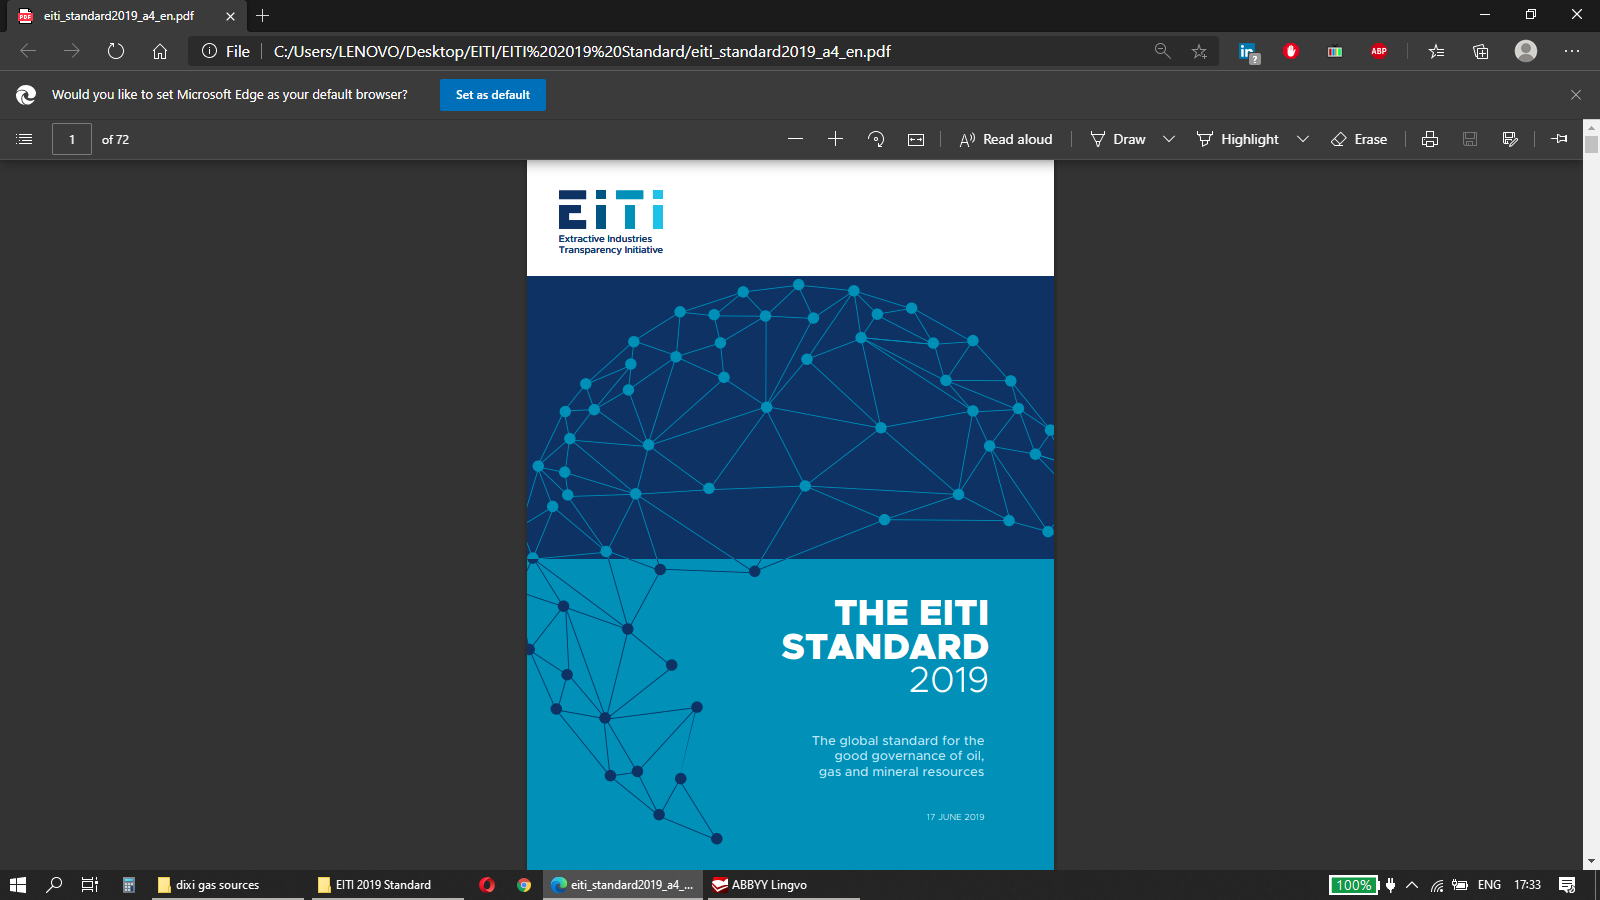 eiti_standard2019_a4_en.pdf
File C:/Users/LENOVO/Desktop/EITI/EITI%202019%20Standard/eiti_standard2019_a4_en.pdf
ABP
Would you like to set Microsoft Edge as your default browser? Set as default
1 of 72 Read aloud Draw Highlight Erase
EiTi
Extractive Industries
Transparency Initiative
THE EITI
STANDARD
2019
The global standard for the
good governance of oil,
gas and mineral resources
17 JUNE 2019
dixi gas sources EITI 2019 Standard eiti_standard2019_a4_... ABBYY Lingvo 100% ENG 17:33